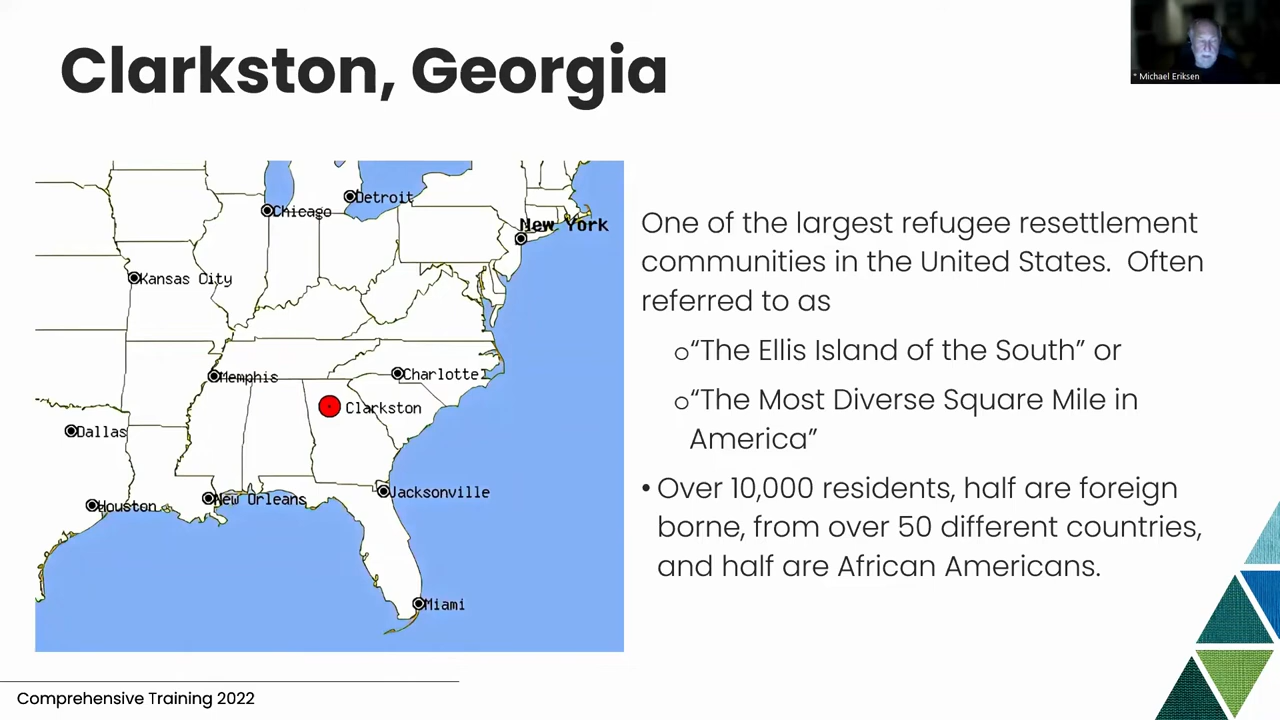 Clarkston, Georgia
* Michael Eriksen
Detroit
Chicago
New York
Kansas City
Memphis
Charlotte
Clarkston
Dallas
Houston
New Orleans
Jacksonville
Miami
One of the largest refugee resettlement
communities in the United States. Often
referred to as
o“The Ellis Island of the South” or
o“The Most Diverse Square Mile in
America”
• Over 10,000 residents, half are foreign
borne, from over 50 different countries,
and half are African Americans.
Comprehensive Training 2022